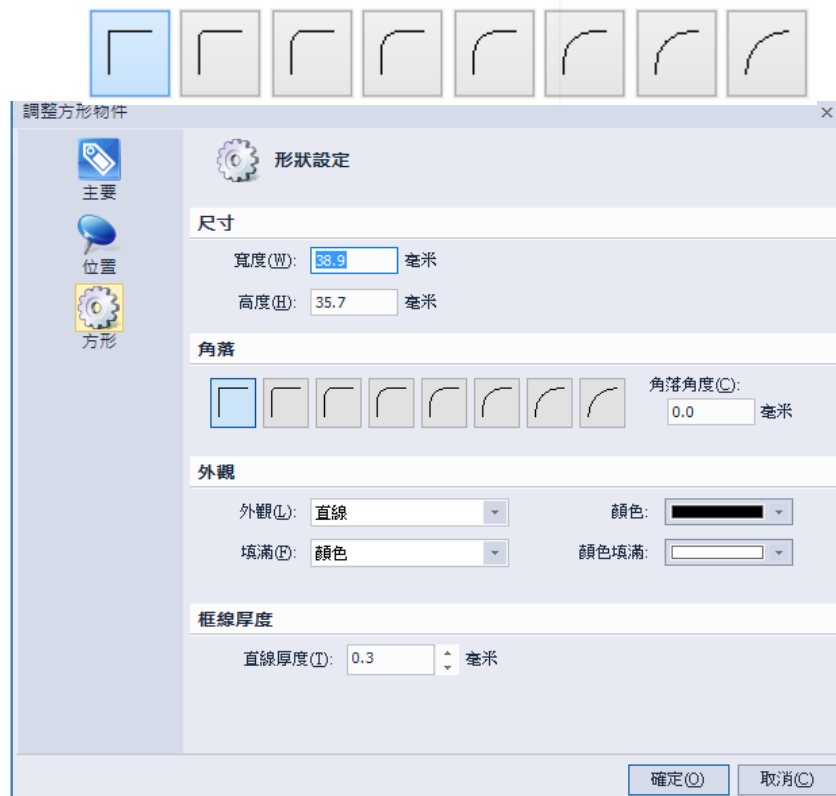 調整方形物件
主要
位置
方形
形狀設定
尺寸
寬度(W): 38.9 毫米
高度(H): 35.7 毫米
角落
角落角度(C):
0.0 毫米
外觀
外觀(L): 直線 顏色:
填滿(F): 顏色 顏色填滿:
框線厚度
直線厚度(T): 0.3 毫米
確定(O) 取消(C)